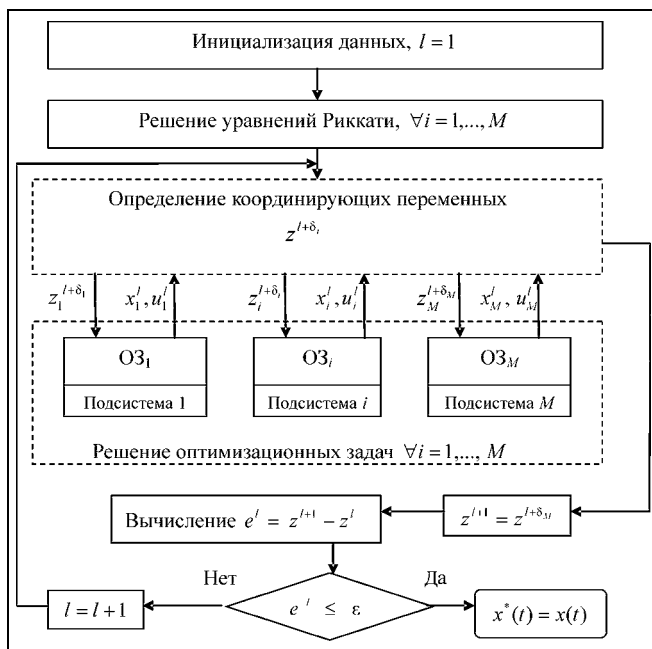 Инициализация данных, l = 1
Решение уравнений Риккати, ∀i = 1,..., M
Определение координирующих переменных
z^{l+δ_i}
z_1^{l+δ_1} x_1^l, u_1^l z_i^{l+δ_i} x_i^l, u_i^l z_M^{l+δ_M} x_M^l, u_M^l
ОЗ_1 ОЗ_i ОЗ_M
Подсистема 1 Подсистема i Подсистема M
Решение оптимизационных задач ∀i = 1,..., M
Вычисление e^l = z^{l+1} − z^l z^{l+1} = z^{l+δ_M}
Нет Да
l = l + 1 e^l ≤ ε x^*(t) = x(t)